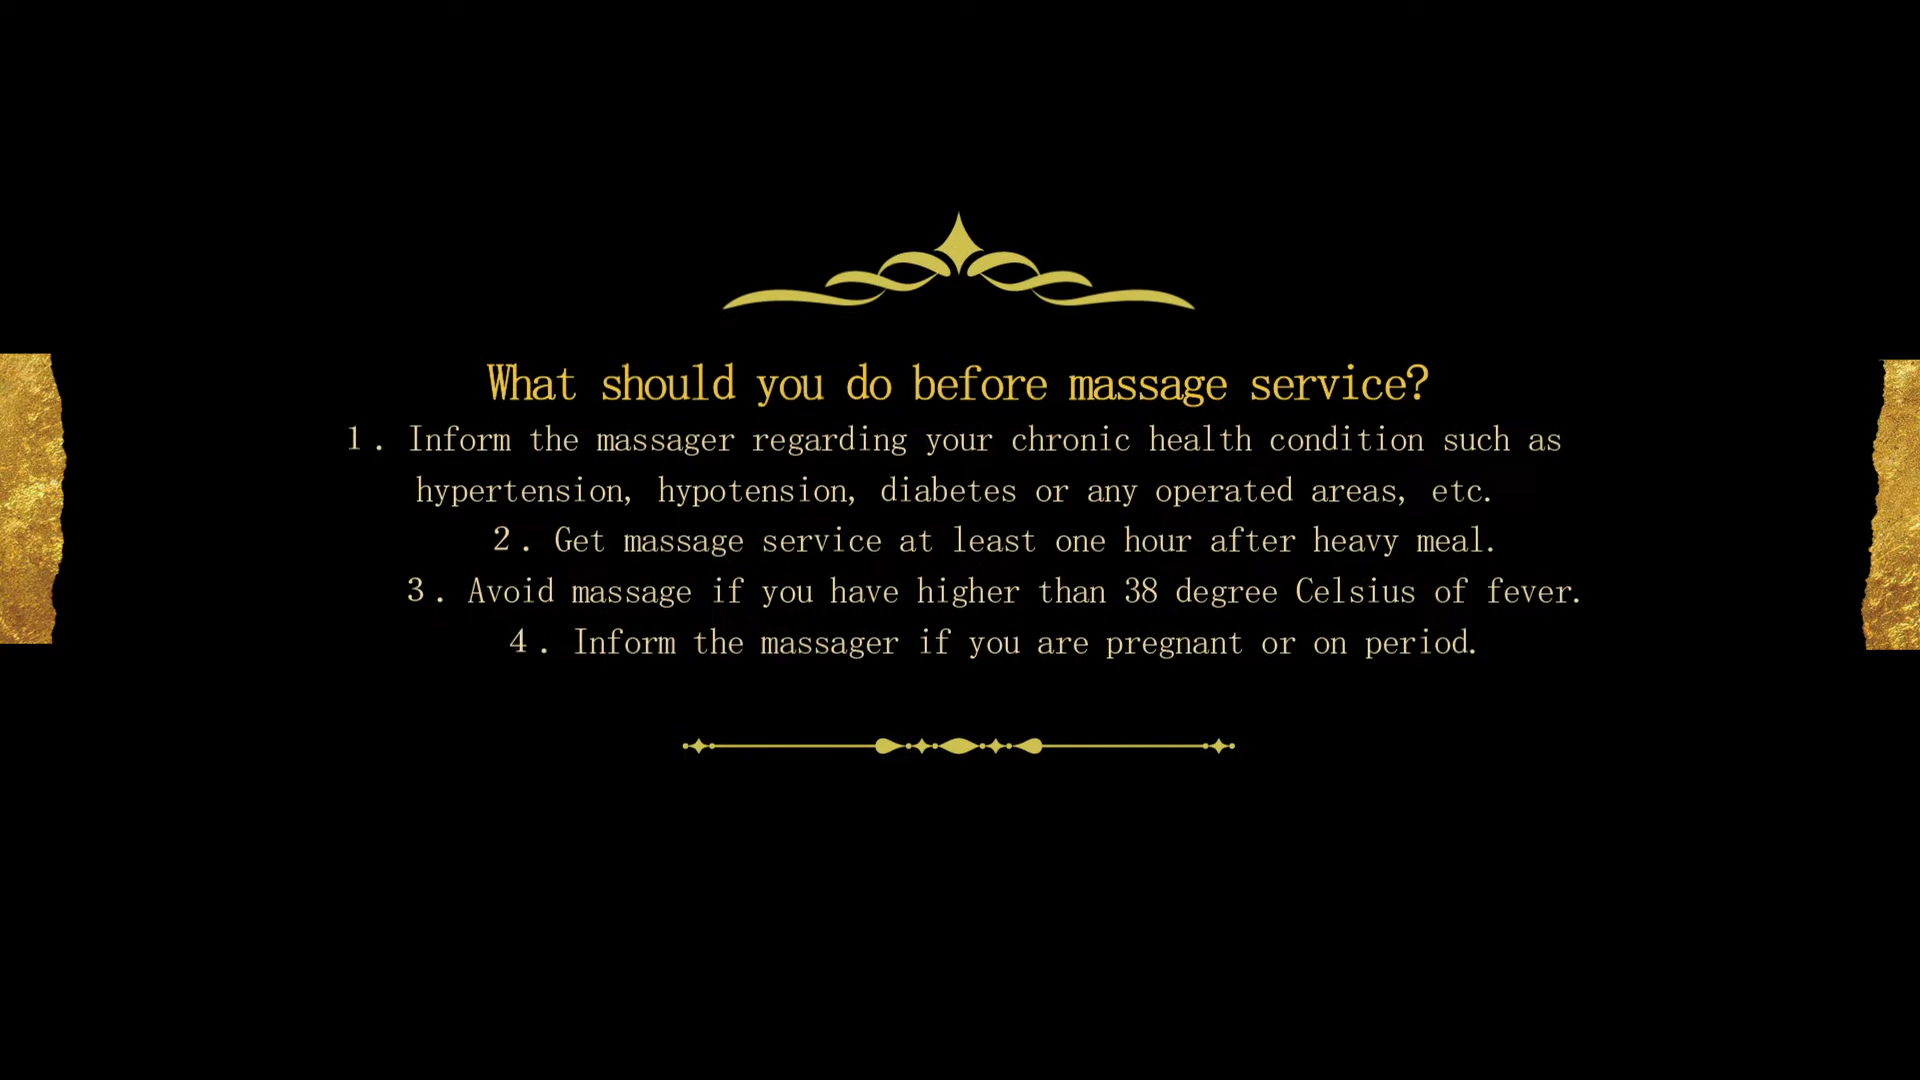 What should you do before massage service?
1. Inform the massager regarding your chronic health condition such as
hypertension, hypotension, diabetes or any operated areas, etc.
2. Get massage service at least one hour after heavy meal.
3. Avoid massage if you have higher than 38 degree Celsius of fever.
4. Inform the massager if you are pregnant or on period.